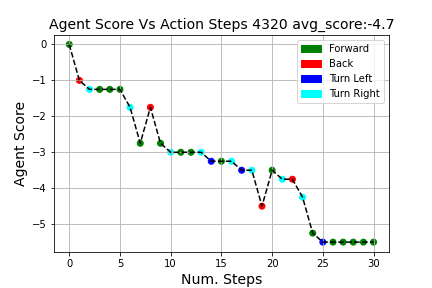 Agent Score Vs Action Steps 4320 avg_score:-4.7
Agent Score
0
−1
−2
−3
−4
−5
Forward
Back
Turn Left
Turn Right
0 5 10 15 20 25 30
Num. Steps